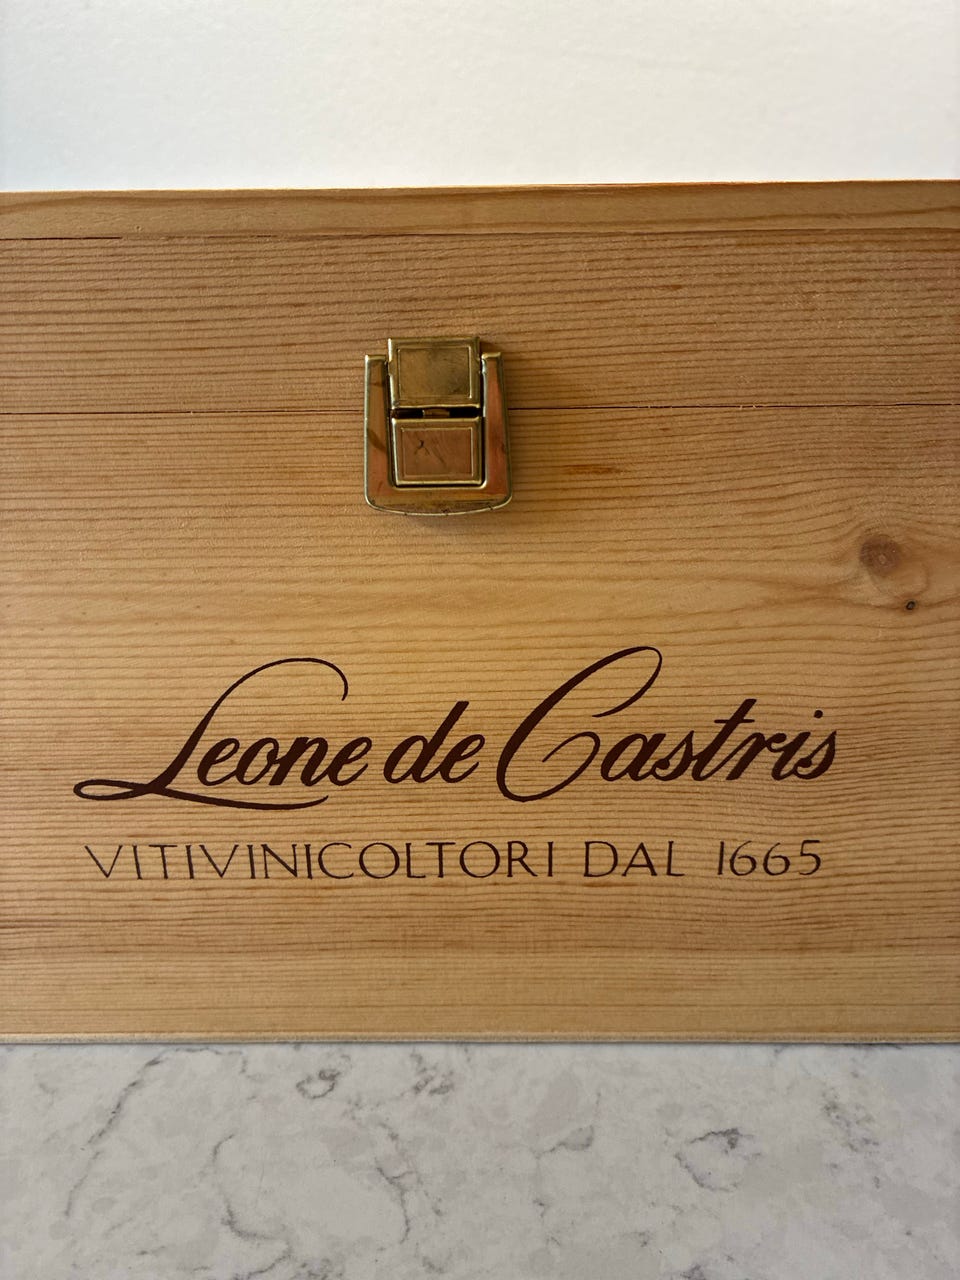 Leone de Castris
VITIVINICOLTORI DAL 1665